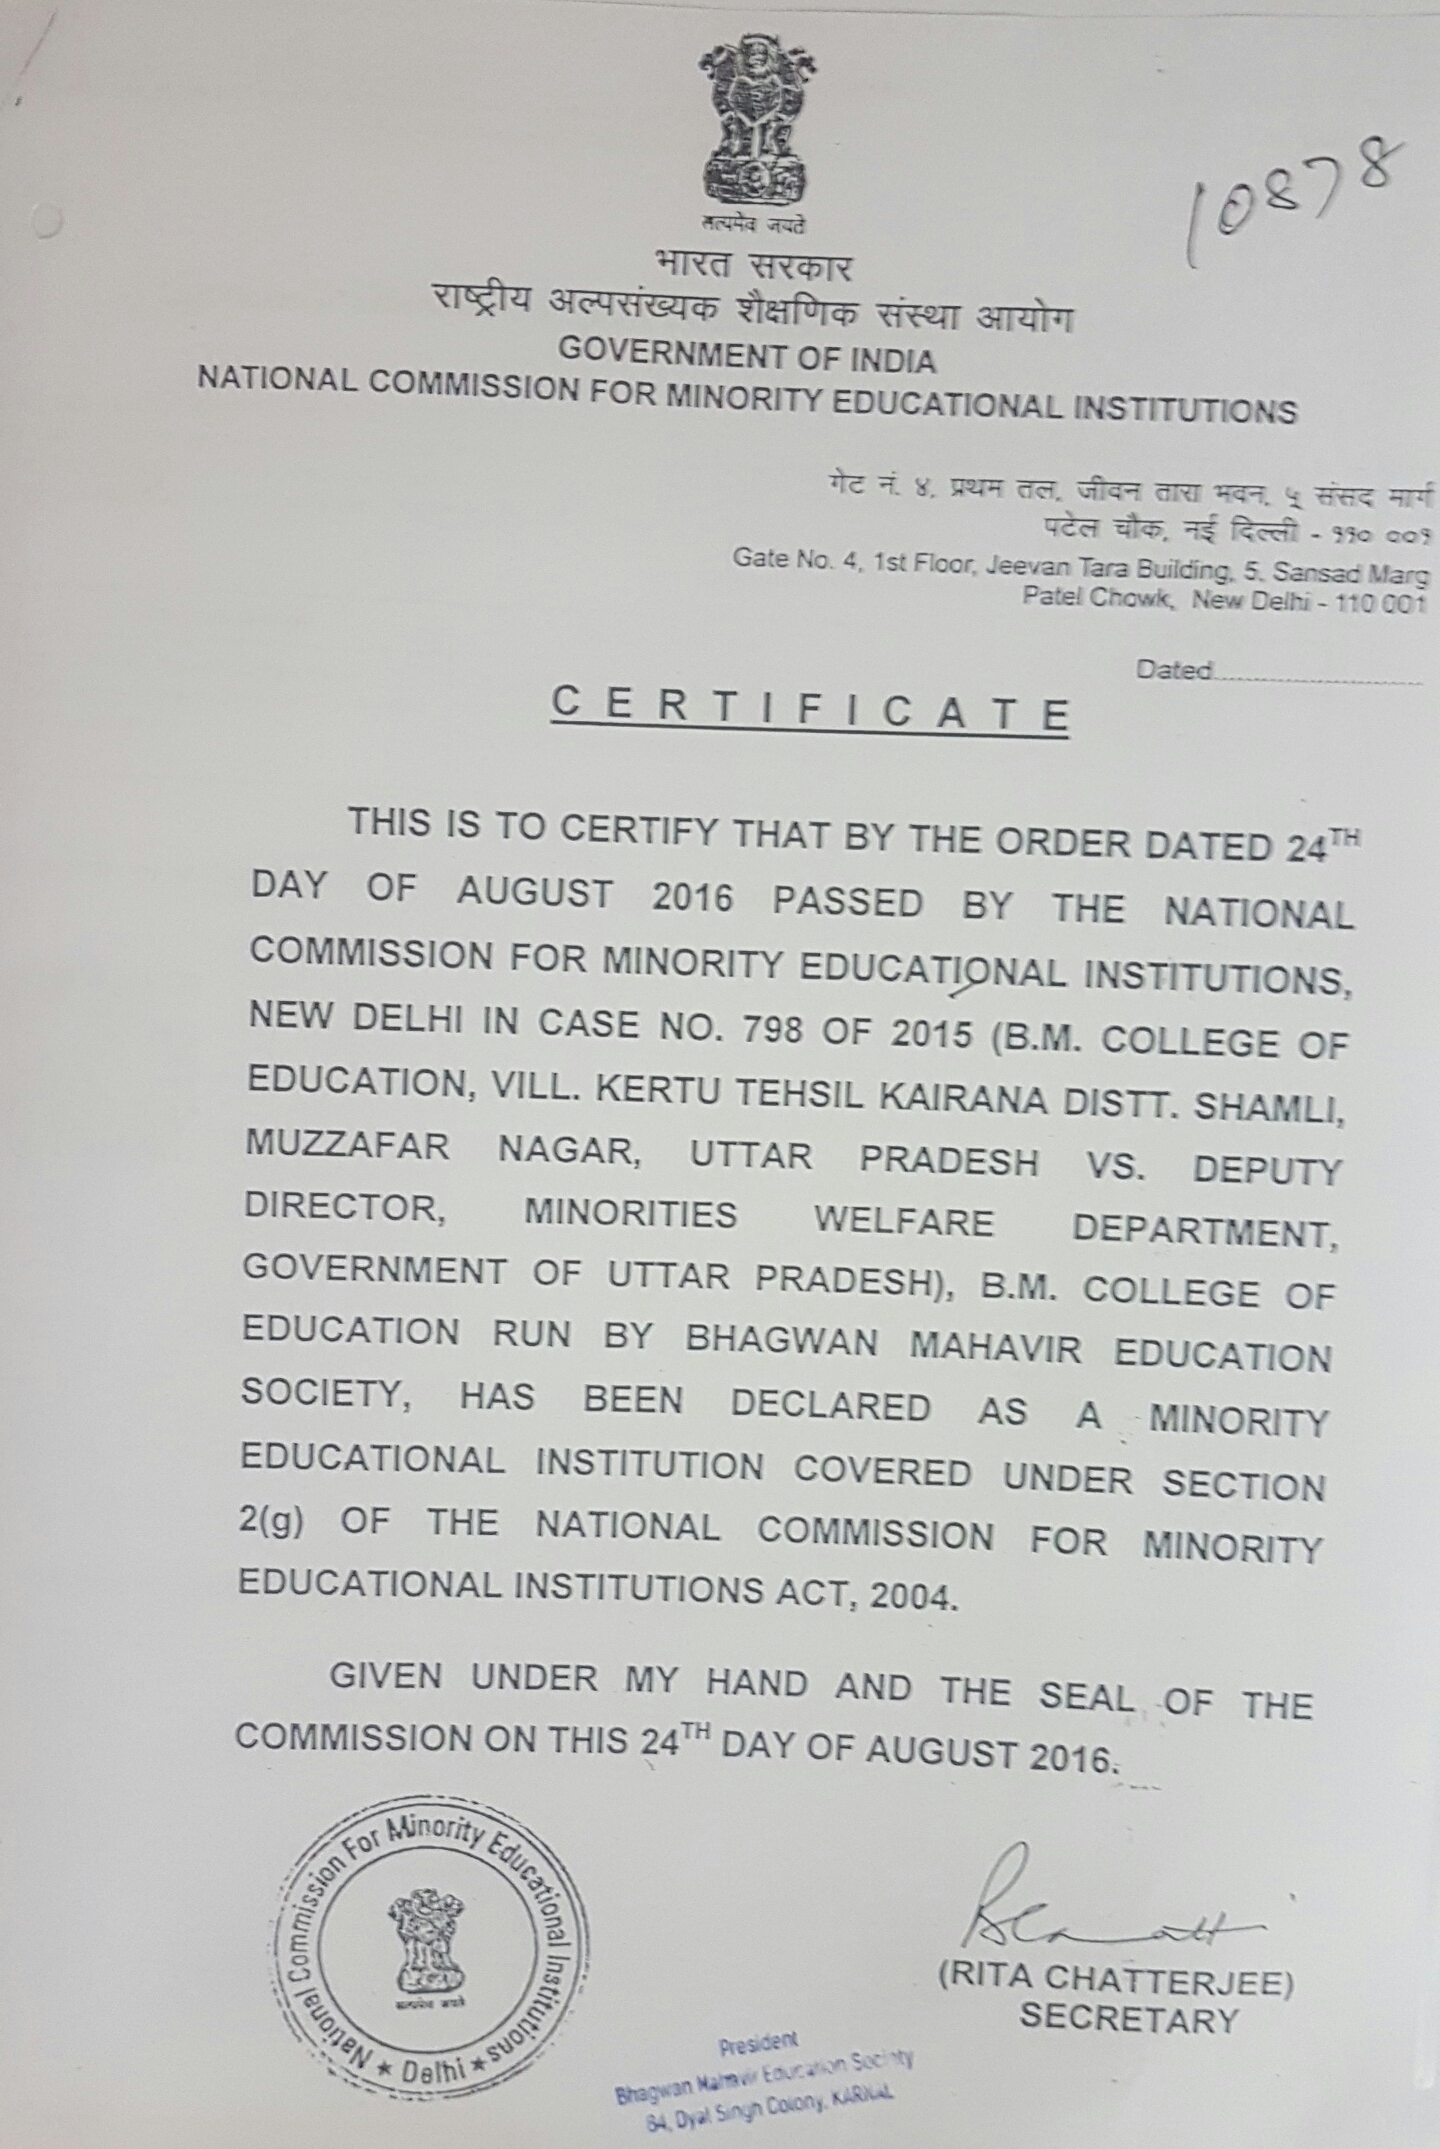 सत्यमेव जयते
10878
भारत सरकार
राष्ट्रीय अल्पसंख्यक शैक्षणिक संस्था आयोग
GOVERNMENT OF INDIA
NATIONAL COMMISSION FOR MINORITY EDUCATIONAL INSTITUTIONS
गेट नं. ४, प्रथम तल, जीवन तारा भवन, ५ संसद मार्ग
पटेल चौक, नई दिल्ली - ११० ००१
Gate No. 4, 1st Floor, Jeevan Tara Building, 5, Sansad Marg
Patel Chowk, New Delhi - 110 001
Dated..............................
CERTIFICATE
THIS IS TO CERTIFY THAT BY THE ORDER DATED 24TH
DAY OF AUGUST 2016 PASSED BY THE NATIONAL
COMMISSION FOR MINORITY EDUCATIONAL INSTITUTIONS,
NEW DELHI IN CASE NO. 798 OF 2015 (B.M. COLLEGE OF
EDUCATION, VILL. KERTU TEHSIL KAIRANA DISTT. SHAMLI,
MUZZAFAR NAGAR, UTTAR PRADESH VS. DEPUTY
DIRECTOR, MINORITIES WELFARE DEPARTMENT,
GOVERNMENT OF UTTAR PRADESH), B.M. COLLEGE OF
EDUCATION RUN BY BHAGWAN MAHAVIR EDUCATION
SOCIETY, HAS BEEN DECLARED AS A MINORITY
EDUCATIONAL INSTITUTION COVERED UNDER SECTION
2(g) OF THE NATIONAL COMMISSION FOR MINORITY
EDUCATIONAL INSTITUTIONS ACT, 2004.
GIVEN UNDER MY HAND AND THE SEAL OF THE
COMMISSION ON THIS 24TH DAY OF AUGUST 2016.
National Commission For Minority Educational Institutions
★ Delhi ★
सत्यमेव जयते
(RITA CHATTERJEE)
SECRETARY
President
Bhagwan Mahavir Education Society
64, Dyal Singh Colony, KARNAL